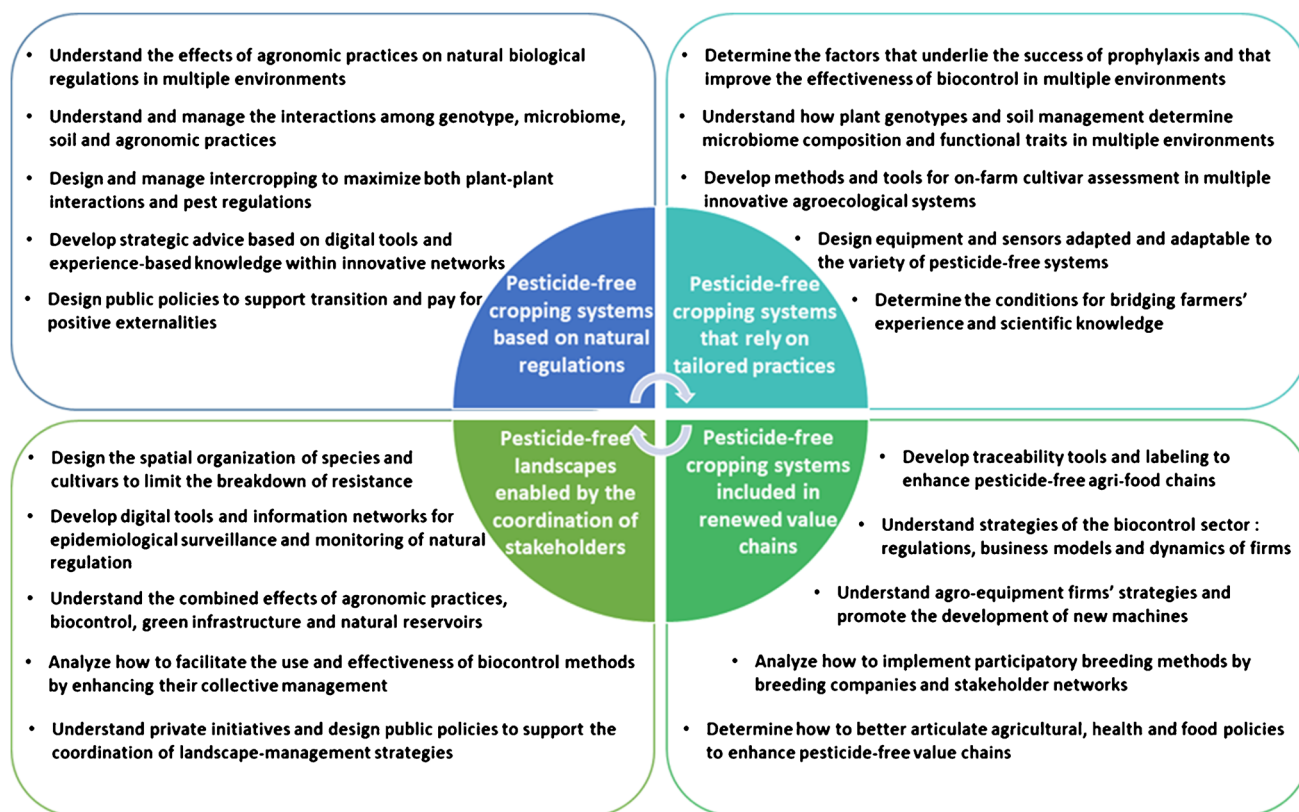 • Understand the effects of agronomic practices on natural biological
regulations in multiple environments
• Understand and manage the interactions among genotype, microbiome,
soil and agronomic practices
• Design and manage intercropping to maximize both plant-plant
interactions and pest regulations
• Develop strategic advice based on digital tools and
experience-based knowledge within innovative networks
• Design public policies to support transition and pay for
positive externalities
Pesticide-free
cropping systems
based on natural
regulations
• Determine the factors that underlie the success of prophylaxis and that
improve the effectiveness of biocontrol in multiple environments
• Understand how plant genotypes and soil management determine
microbiome composition and functional traits in multiple environments
• Develop methods and tools for on-farm cultivar assessment in multiple
innovative agroecological systems
• Design equipment and sensors adapted and adaptable to
the variety of pesticide-free systems
• Determine the conditions for bridging farmers'
experience and scientific knowledge
Pesticide-free
cropping systems
that rely on
tailored practices
• Design the spatial organization of species and
cultivars to limit the breakdown of resistance
• Develop digital tools and information networks for
epidemiological surveillance and monitoring of natural
regulation
• Understand the combined effects of agronomic practices,
biocontrol, green infrastructure and natural reservoirs
• Analyze how to facilitate the use and effectiveness of biocontrol methods
by enhancing their collective management
• Understand private initiatives and design public policies to support the
coordination of landscape-management strategies
Pesticide-free
landscapes
enabled by the
coordination of
stakeholders
Pesticide-free
cropping systems
included in
renewed value
chains
• Develop traceability tools and labeling to
enhance pesticide-free agri-food chains
• Understand strategies of the biocontrol sector :
regulations, business models and dynamics of firms
• Understand agro-equipment firms' strategies and
promote the development of new machines
• Analyze how to implement participatory breeding methods by
breeding companies and stakeholder networks
• Determine how to better articulate agricultural, health and food policies
to enhance pesticide-free value chains